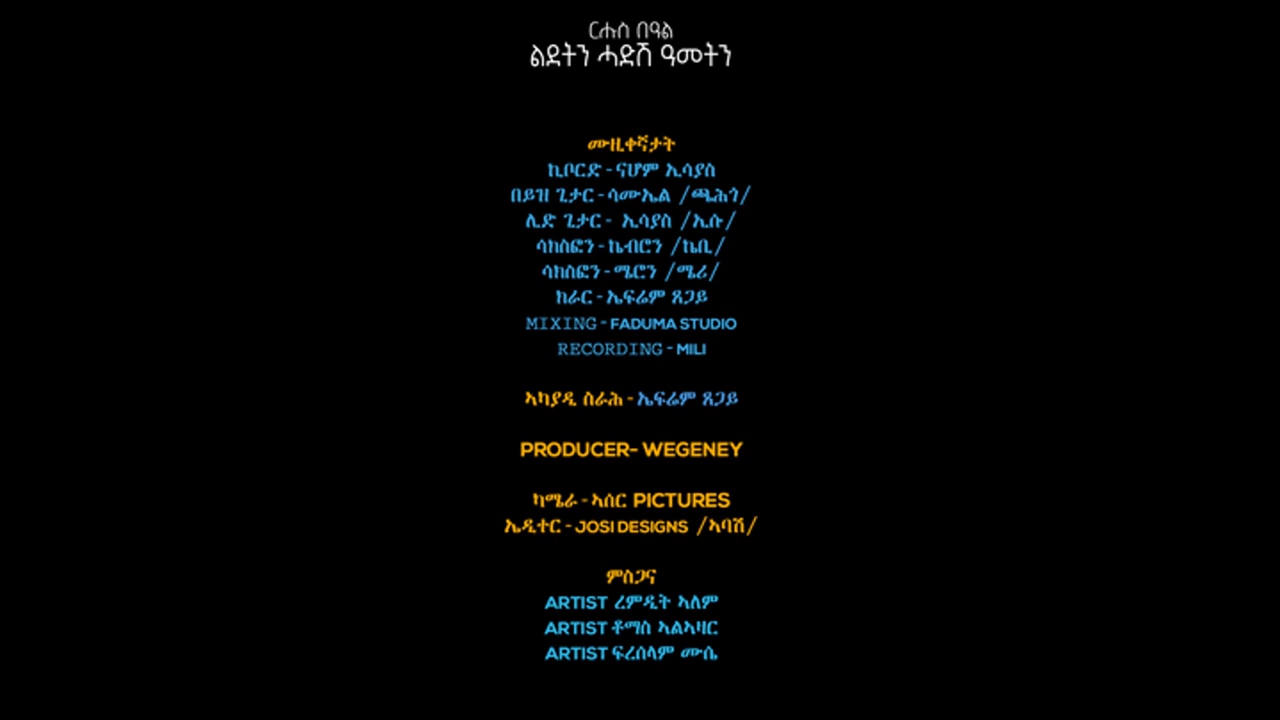 ርሑስ በዓል
ልደትን ሓድሽ ዓመትን
ሙዚቀኛታት
ኪቦርድ - ናሆም ኢሳያስ
በይዝ ጊታር - ሳሙኤል /ጫሕጎ/
ሊድ ጊታር - ኢሳያስ /ኢሱ/
ሳክስፎን - ኬብሮን /ኬቢ/
ሳክስፎን - ሜሮን /ሜሪ/
ክራር - ኤፍሬም ጸጋይ
MIXING - FADUMA STUDIO
RECORDING - MILI
ኣካያዲ ስራሕ - ኤፍሬም ጸጋይ
PRODUCER- WEGENEY
ካሜራ - ኣሰር PICTURES
ኤዲተር - JOSI DESIGNS /ኣባሽ/
ምስጋና
ARTIST ረምዲት ኣለም
ARTIST ቶማስ ኣልኣዛር
ARTIST ፍረሰላም ሙሴ